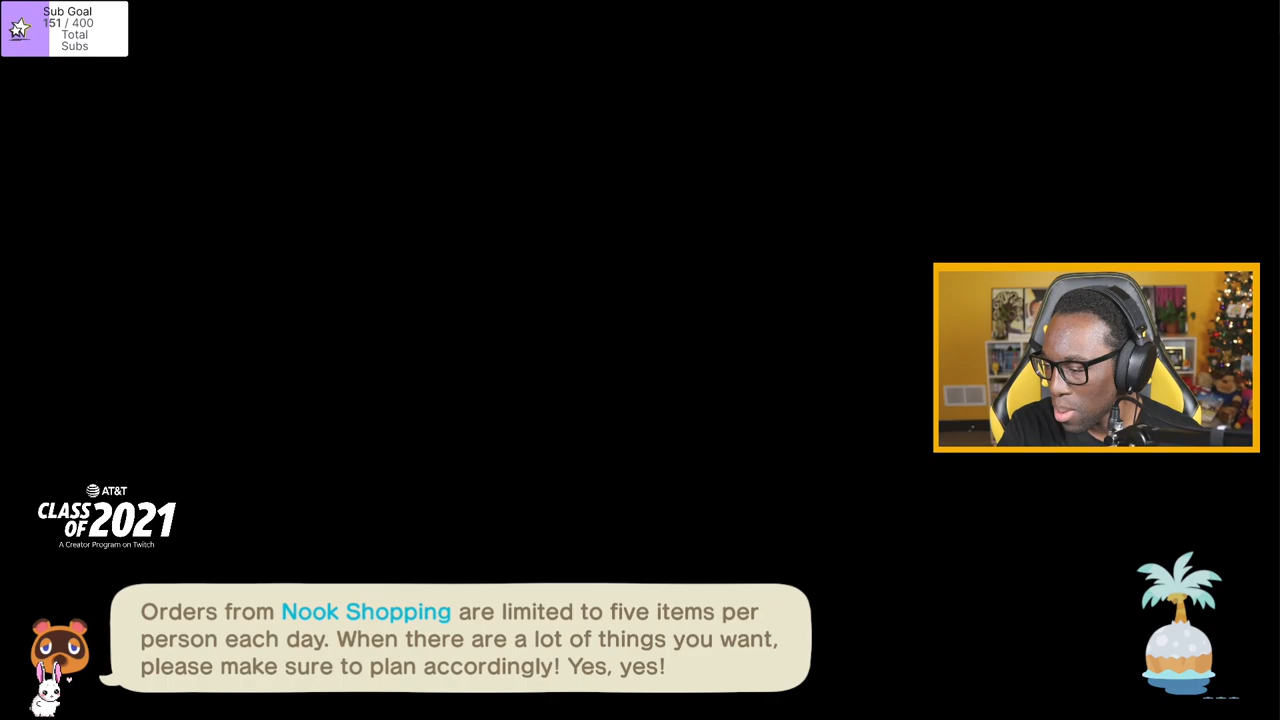 Sub Goal
151 / 400
Total
Subs
AT&T
CLASS
OF 2021
A Creator Program on Twitch
Orders from Nook Shopping are limited to five items per
person each day. When there are a lot of things you want,
please make sure to plan accordingly! Yes, yes!